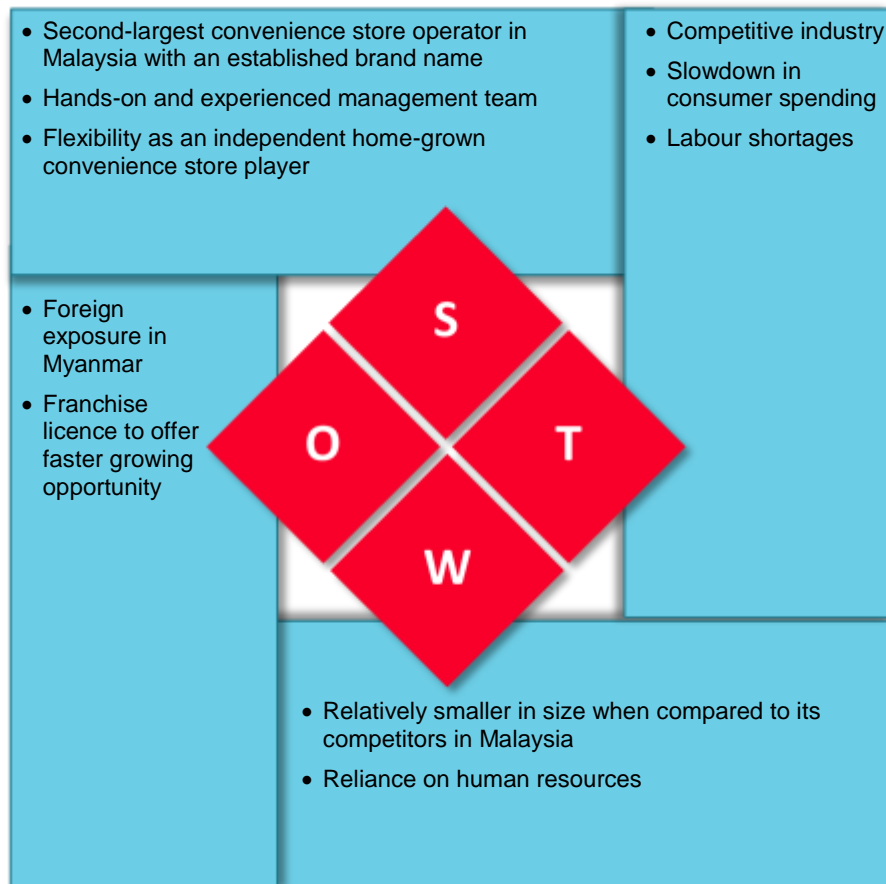 • Second-largest convenience store operator in
Malaysia with an established brand name
• Hands-on and experienced management team
• Flexibility as an independent home-grown
convenience store player
• Competitive industry
• Slowdown in
consumer spending
• Labour shortages
• Foreign
exposure in
Myanmar
• Franchise
licence to offer
faster growing
opportunity
S
O
T
W
• Relatively smaller in size when compared to its
competitors in Malaysia
• Reliance on human resources